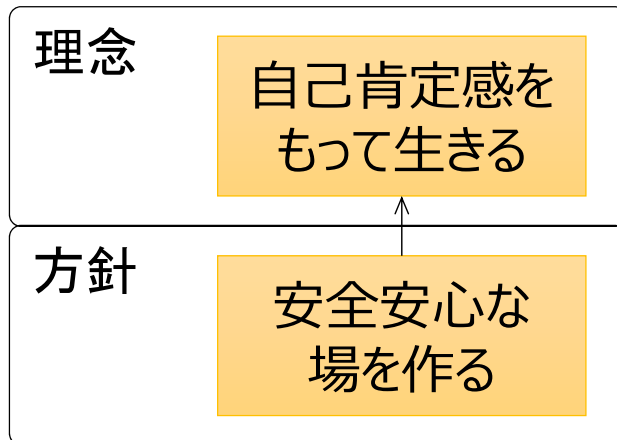 理念
自己肯定感を
もって生きる
方針
安全安心な
場を作る